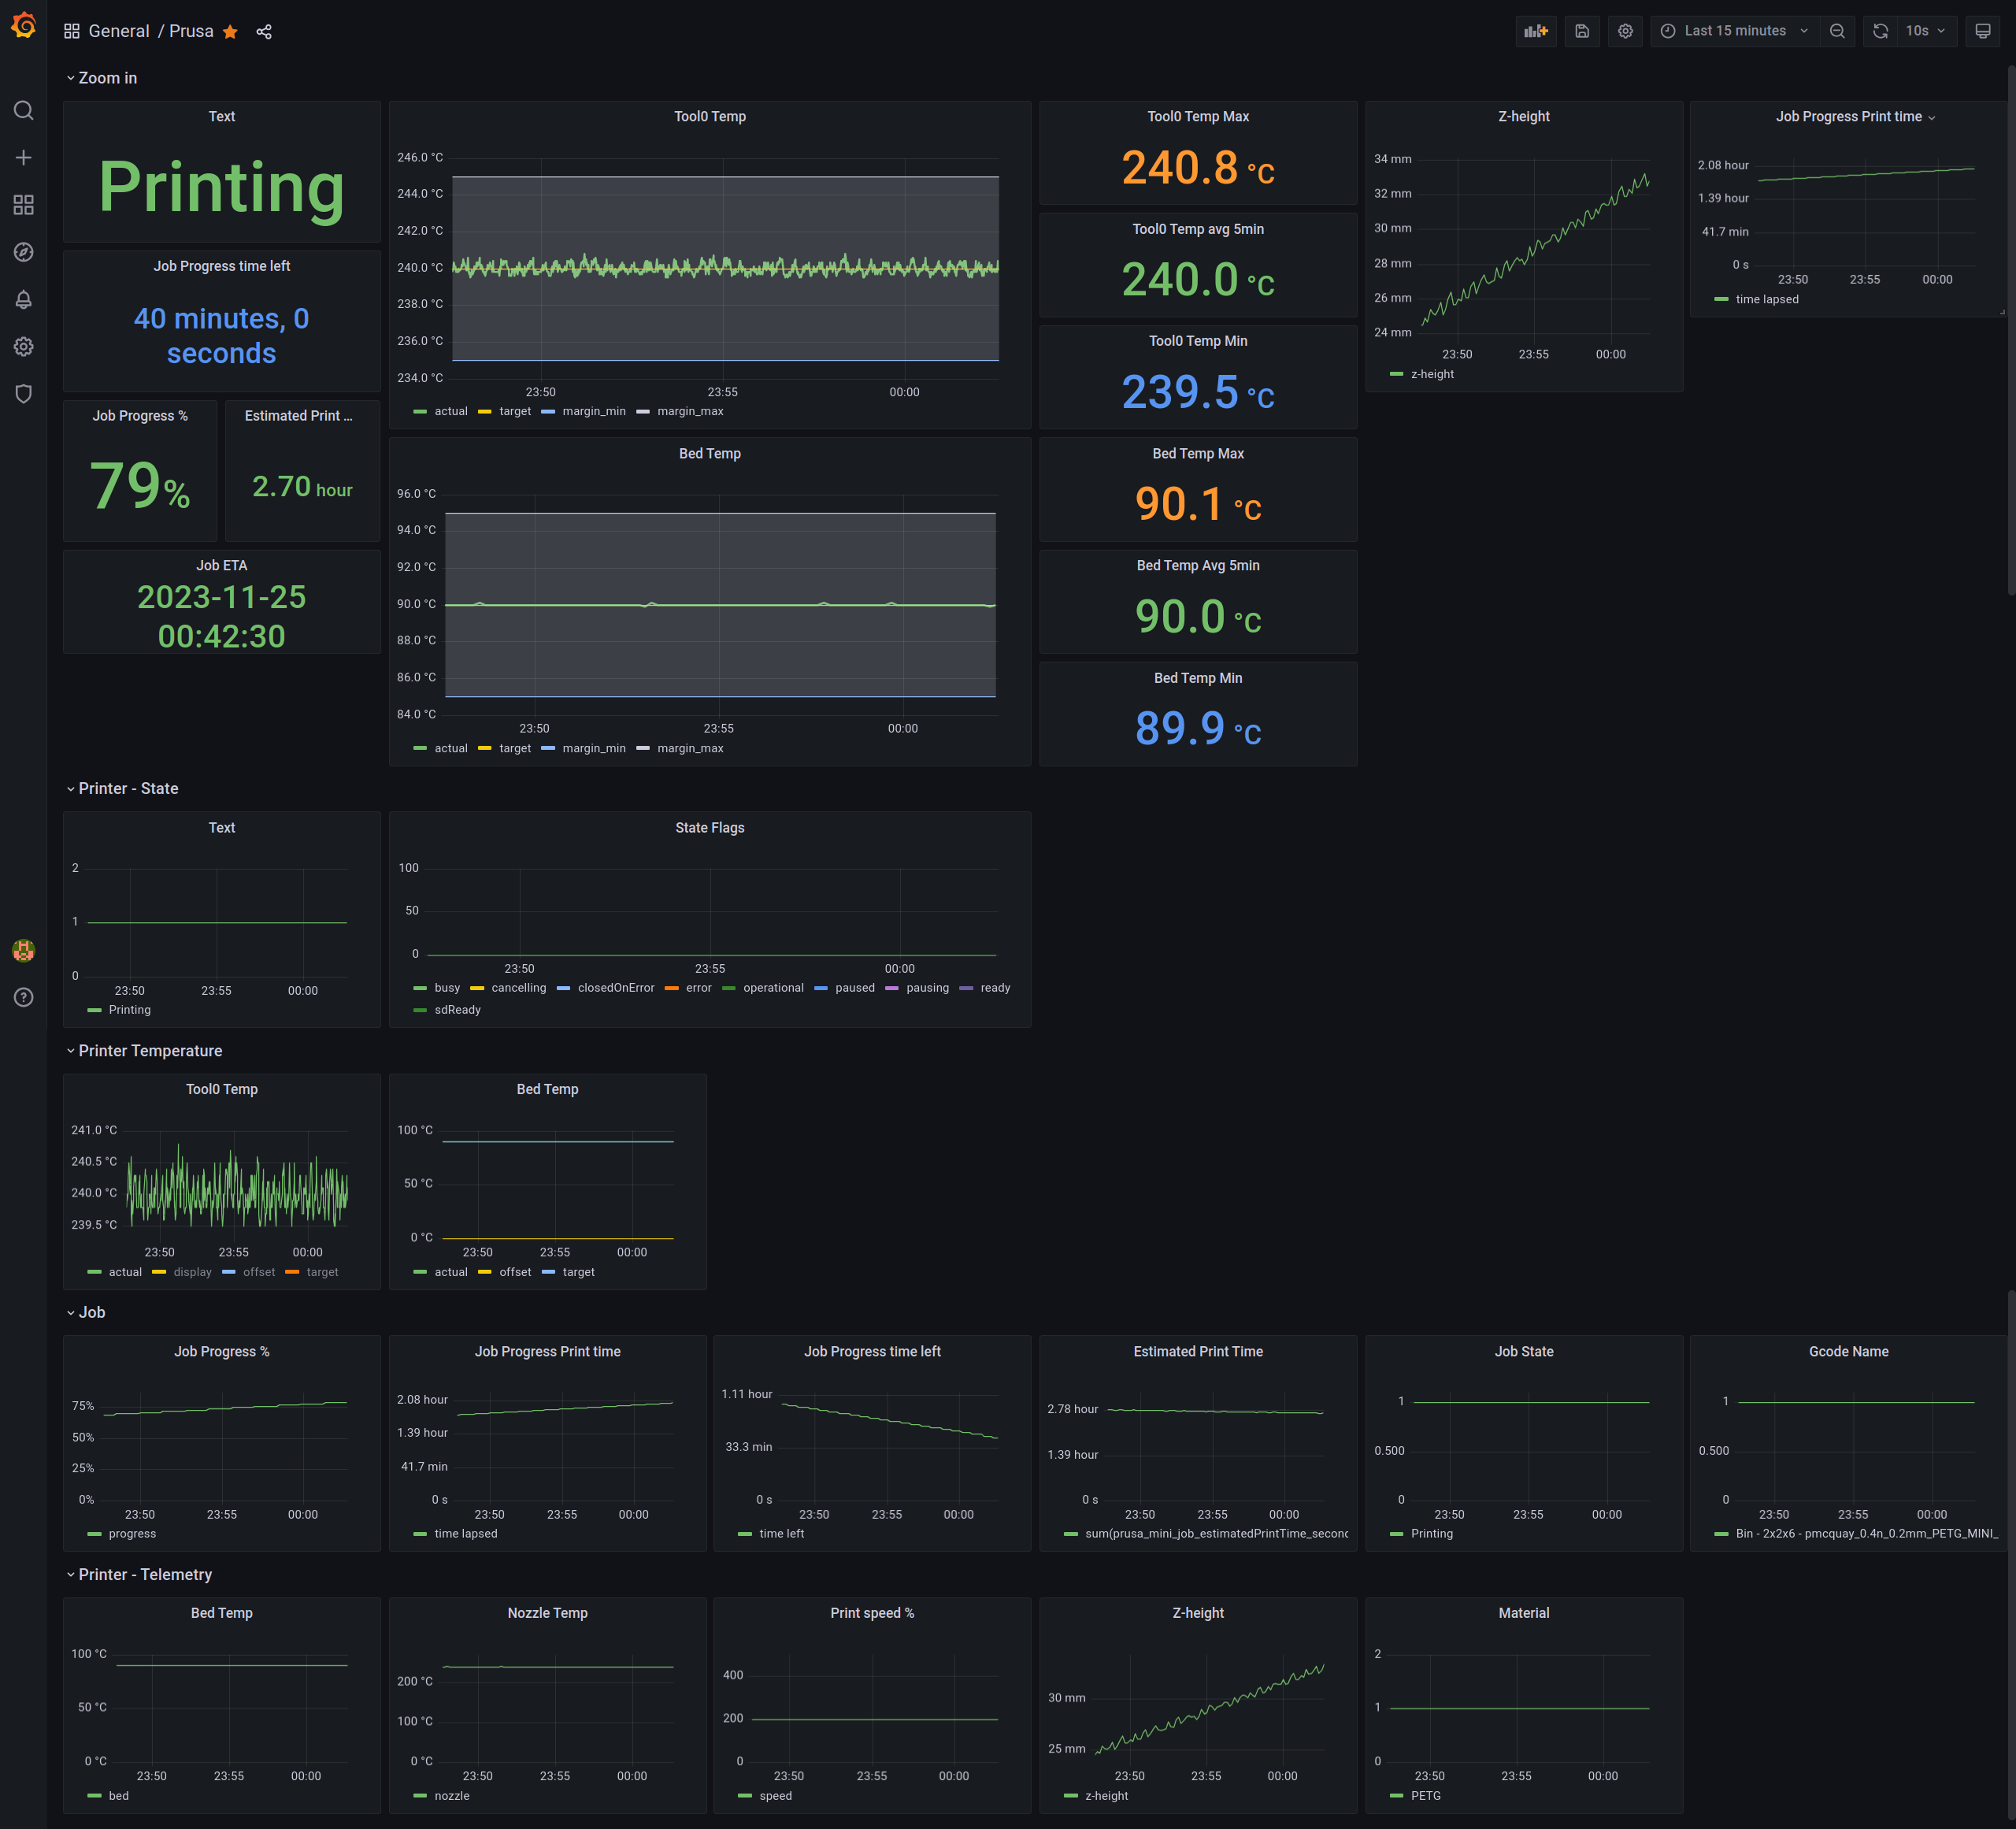 General / Prusa
Last 15 minutes
10s
Zoom in
Text
Printing
Job Progress time left
40 minutes, 0
seconds
Job Progress %
79%
Estimated Print ...
2.70 hour
Job ETA
2023-11-25
00:42:30
Tool0 Temp
246.0 °C
244.0 °C
242.0 °C
240.0 °C
238.0 °C
236.0 °C
234.0 °C
23:50 23:55 00:00
actual target margin_min margin_max
Bed Temp
96.0 °C
94.0 °C
92.0 °C
90.0 °C
88.0 °C
86.0 °C
84.0 °C
23:50 23:55 00:00
actual target margin_min margin_max
Tool0 Temp Max
240.8 °C
Tool0 Temp avg 5min
240.0 °C
Tool0 Temp Min
239.5 °C
Bed Temp Max
90.1 °C
Bed Temp Avg 5min
90.0 °C
Bed Temp Min
89.9 °C
Z-height
34 mm
32 mm
30 mm
28 mm
26 mm
24 mm
23:50 23:55 00:00
z-height
Job Progress Print time
2.08 hour
1.39 hour
41.7 min
0 s
23:50 23:55 00:00
time lapsed
Printer - State
Text
2
1
0
23:50 23:55 00:00
Printing
State Flags
100
50
0
23:50 23:55 00:00
busy cancelling closedOnError error operational paused pausing ready
sdReady
Printer Temperature
Tool0 Temp
241.0 °C
240.5 °C
240.0 °C
239.5 °C
23:50 23:55 00:00
actual display offset target
Bed Temp
100 °C
50 °C
0 °C
23:50 23:55 00:00
actual offset target
Job
Job Progress %
75%
50%
25%
0%
23:50 23:55 00:00
progress
Job Progress Print time
2.08 hour
1.39 hour
41.7 min
0 s
23:50 23:55 00:00
time lapsed
Job Progress time left
1.11 hour
33.3 min
0 s
23:50 23:55 00:00
time left
Estimated Print Time
2.78 hour
1.39 hour
0 s
23:50 23:55 00:00
sum(prusa_mini_job_estimatedPrintTime_secon
Job State
1
0.500
0
23:50 23:55 00:00
Printing
Gcode Name
1
0.500
0
23:50 23:55 00:00
Bin - 2x2x6 - pmcquay_0.4n_0.2mm_PETG_MINI_
Printer - Telemetry
Bed Temp
100 °C
50 °C
0 °C
23:50 23:55 00:00
bed
Nozzle Temp
200 °C
100 °C
0 °C
23:50 23:55 00:00
nozzle
Print speed %
400
200
0
23:50 23:55 00:00
speed
Z-height
30 mm
25 mm
23:50 23:55 00:00
z-height
Material
2
1
0
23:50 23:55 00:00
PETG